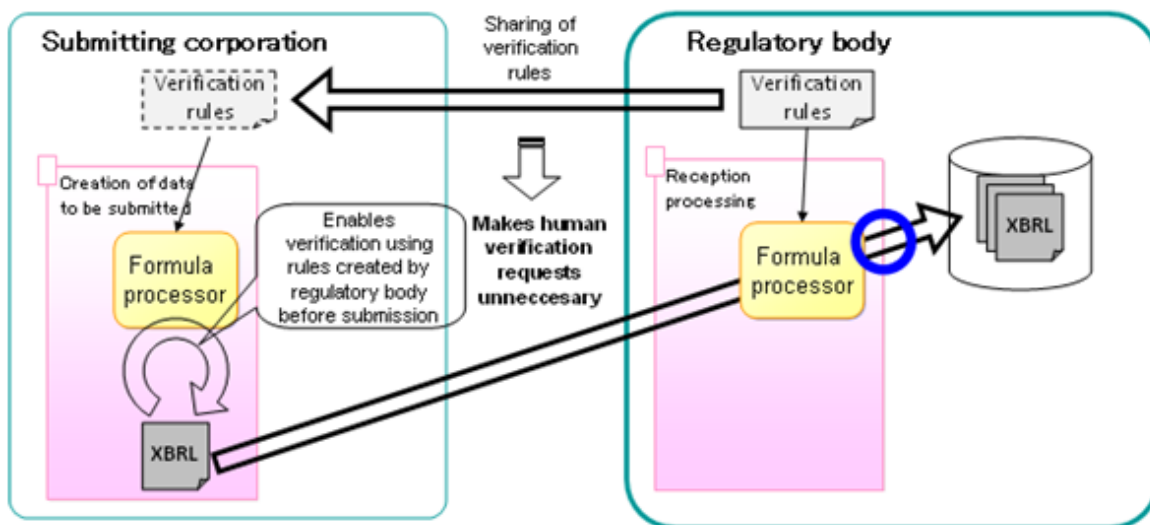 Submitting corporation
Verification
rules
Creation of data
to be submitted
Formula
processor
Enables
verification using
rules created by
regulatory body
before submission
XBRL
Sharing of
verification
rules
Makes human
verification
requests
unneccesary
Regulatory body
Verification
rules
Reception
processing
Formula
processor
XBRL